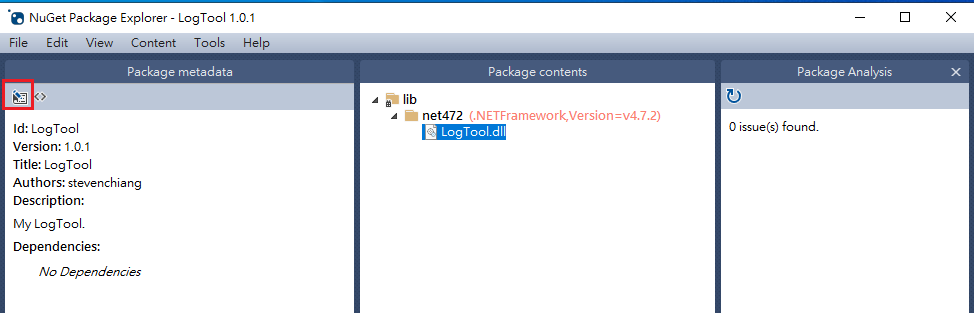 NuGet Package Explorer - LogTool 1.0.1
File Edit View Content Tools Help
Package metadata
Id: LogTool
Version: 1.0.1
Title: LogTool
Authors: stevenchiang
Description:
My LogTool.
Dependencies:
No Dependencies
Package contents
lib
net472 (.NETFramework,Version=v4.7.2)
LogTool.dll
Package Analysis
0 issue(s) found.